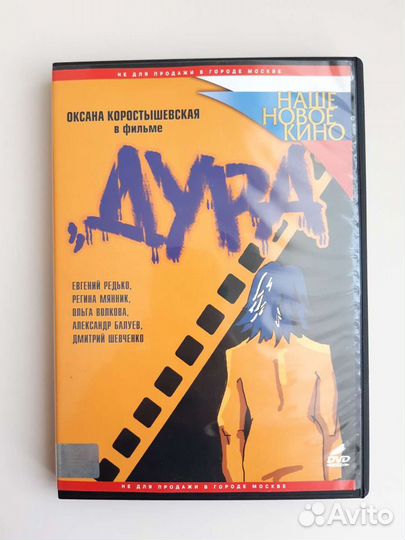 НЕ ДЛЯ ПРОДАЖИ В ГОРОДЕ МОСКВЕ
НАШЕ
НОВОЕ
КИНО
ОКСАНА КОРОСТЫШЕВСКАЯ
В ФИЛЬМЕ
„ДУRA
ЕВГЕНИЙ РЕДЬКО,
РЕГИНА МЯННИК,
ОЛЬГА ВОЛКОВА,
АЛЕКСАНДР БАЛУЕВ,
ДМИТРИЙ ШЕВЧЕНКО
DVD
НЕ ДЛЯ ПРОДАЖИ В ГОРОДЕ МОСКВЕ
Avito